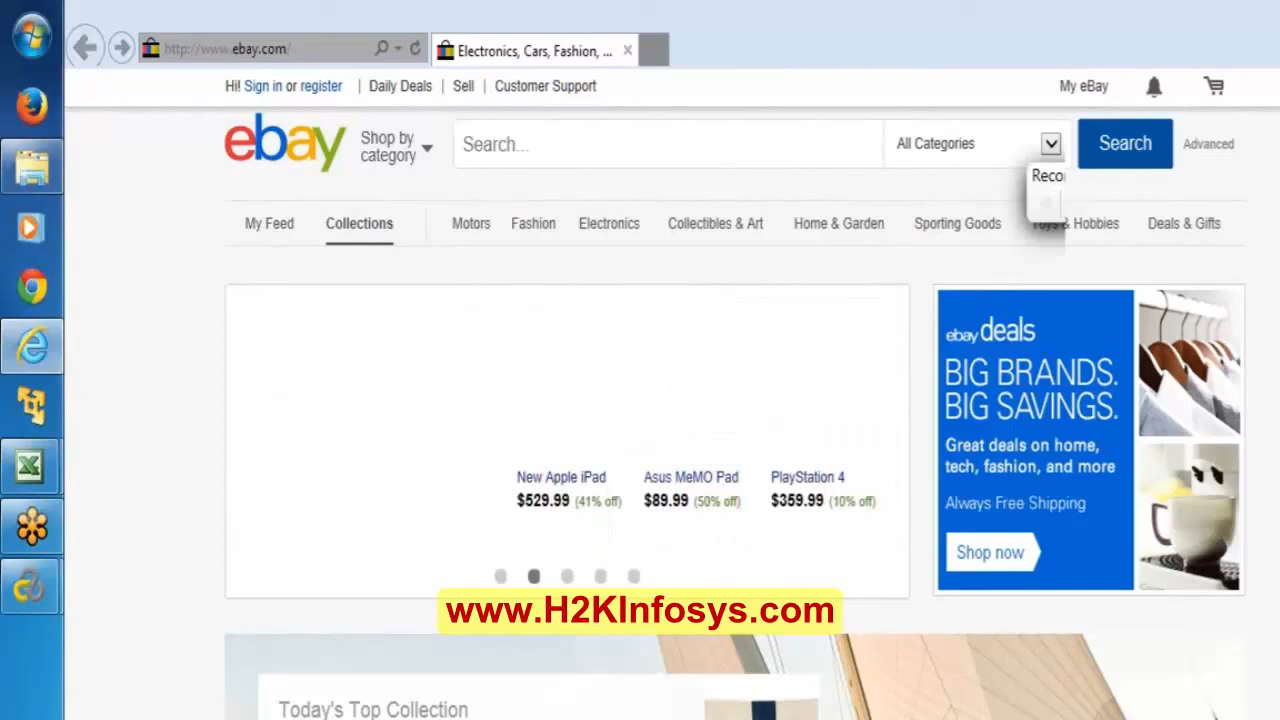 http://www.ebay.com/
Electronics, Cars, Fashion, ...
Hi! Sign in or register | Daily Deals | Sell | Customer Support
My eBay
ebay
Shop by
category
Search...
All Categories
Search
Advanced
My Feed
Collections
Motors
Fashion
Electronics
Collectibles & Art
Home & Garden
Sporting Goods
Toys & Hobbies
Deals & Gifts
ebay deals
BIG BRANDS.
BIG SAVINGS.
Great deals on home,
tech, fashion, and more
Always Free Shipping
Shop now
New Apple iPad
$529.99 (41% off)
Asus MeMO Pad
$89.99 (50% off)
PlayStation 4
$359.99 (10% off)
www.H2KInfosys.com
Today's Top Collection